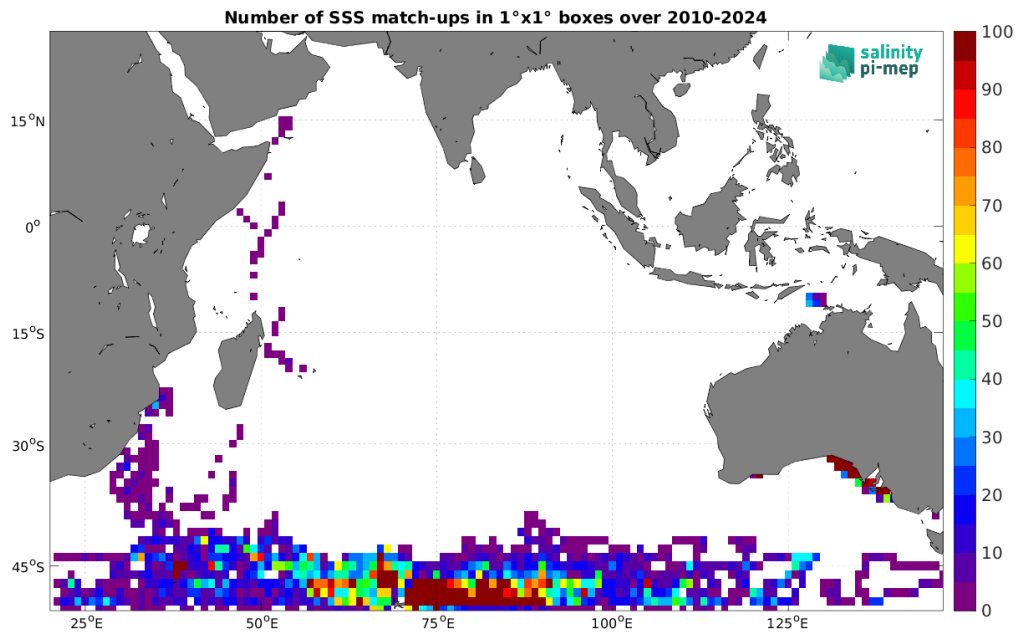 Number of SSS match-ups in 1°x1° boxes over 2010-2024
salinity
pi-mep
15°N
0°
15°S
30°S
45°S
25°E
50°E
75°E
100°E
125°E
100
90
80
70
60
50
40
30
20
10
0